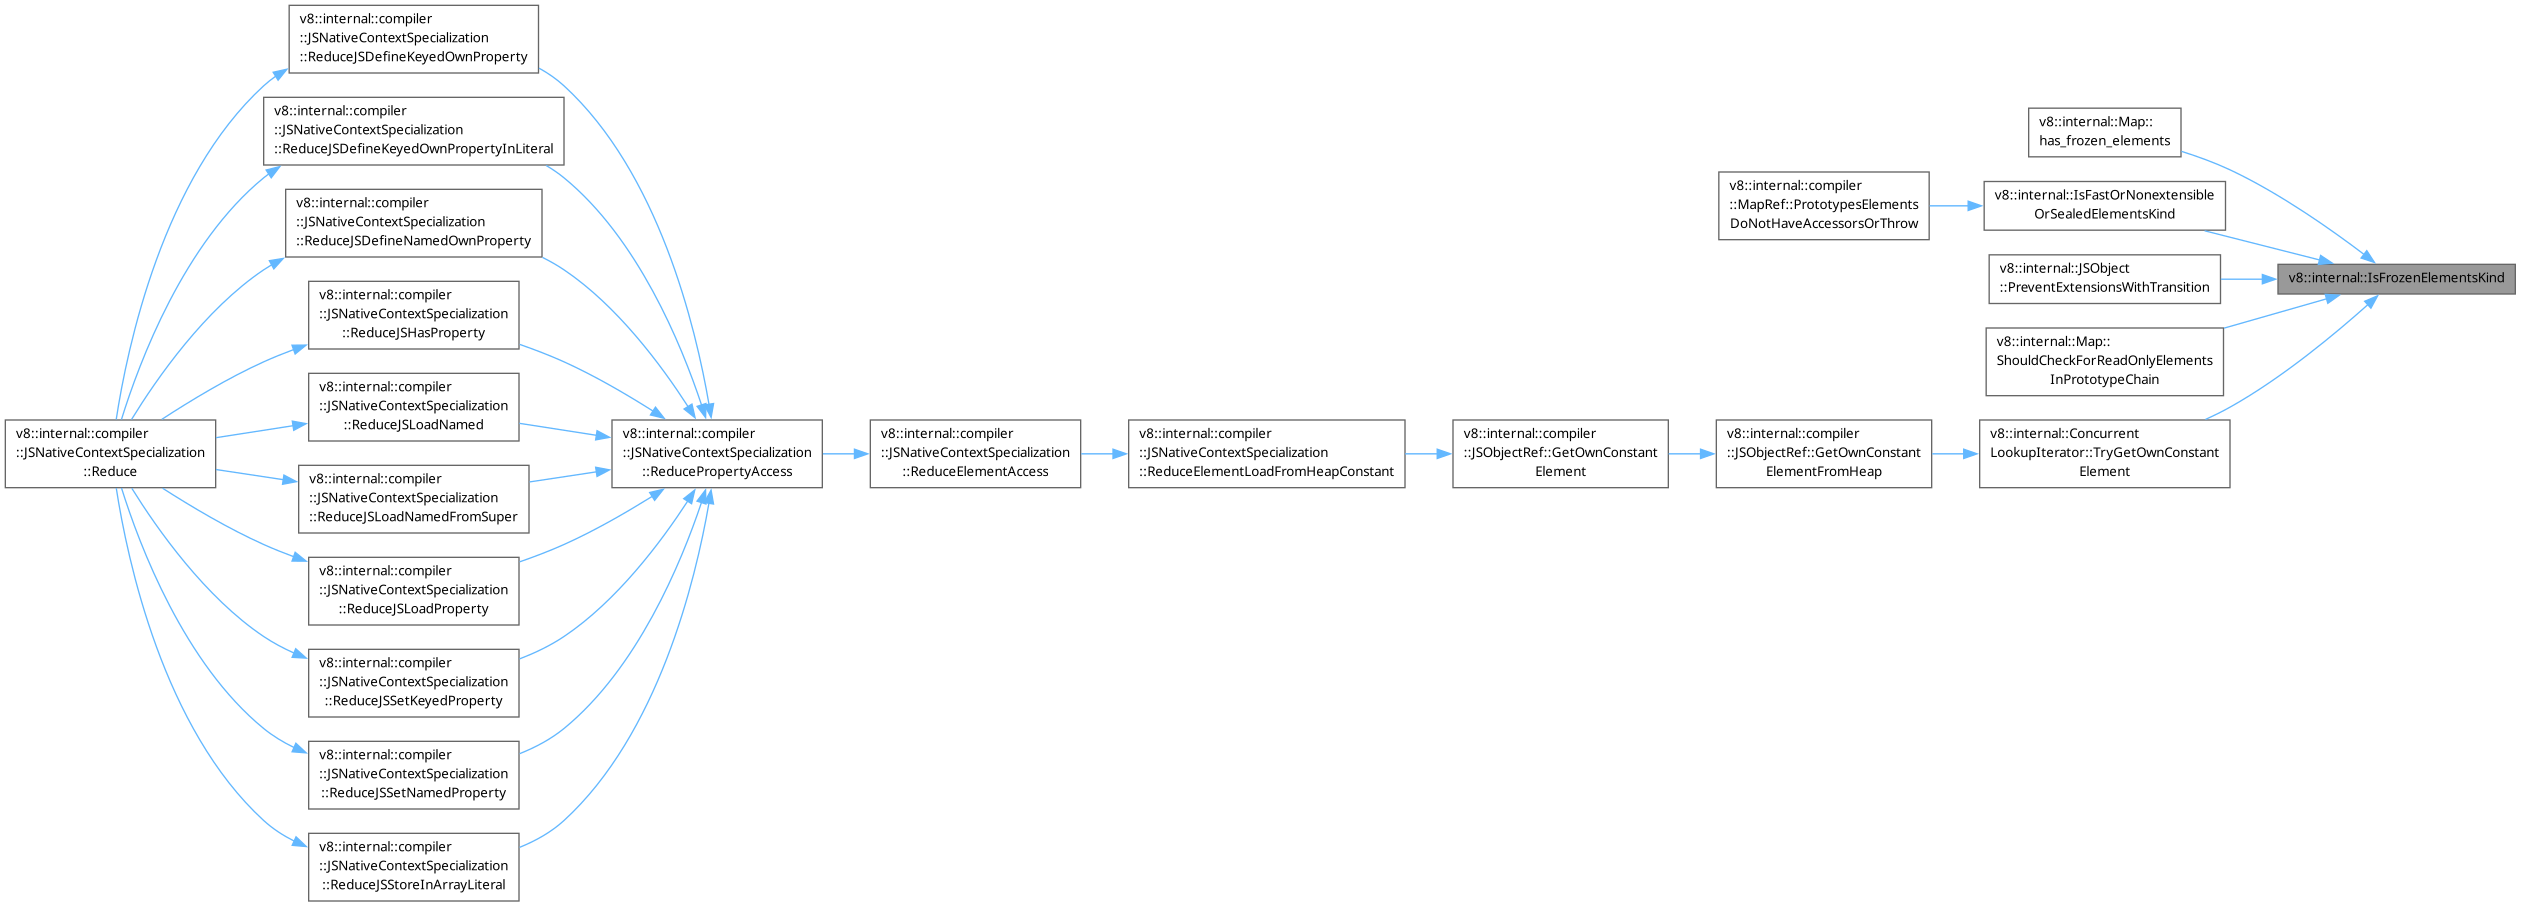 v8::internal::compiler
::JSNativeContextSpecialization
::ReduceJSDefineKeyedOwnProperty
v8::internal::compiler
::JSNativeContextSpecialization
::ReduceJSDefineKeyedOwnPropertyInLiteral
v8::internal::compiler
::JSNativeContextSpecialization
::ReduceJSDefineNamedOwnProperty
v8::internal::compiler
::JSNativeContextSpecialization
::ReduceJSHasProperty
v8::internal::compiler
::JSNativeContextSpecialization
::ReduceJSLoadNamed
v8::internal::compiler
::JSNativeContextSpecialization
::Reduce
v8::internal::compiler
::JSNativeContextSpecialization
::ReduceJSLoadNamedFromSuper
v8::internal::compiler
::JSNativeContextSpecialization
::ReduceJSLoadProperty
v8::internal::compiler
::JSNativeContextSpecialization
::ReduceJSSetKeyedProperty
v8::internal::compiler
::JSNativeContextSpecialization
::ReduceJSSetNamedProperty
v8::internal::compiler
::JSNativeContextSpecialization
::ReduceJSStoreInArrayLiteral
v8::internal::compiler
::JSNativeContextSpecialization
::ReducePropertyAccess
v8::internal::compiler
::JSNativeContextSpecialization
::ReduceElementAccess
v8::internal::compiler
::JSNativeContextSpecialization
::ReduceElementLoadFromHeapConstant
v8::internal::compiler
::JSObjectRef::GetOwnConstant
Element
v8::internal::compiler
::JSObjectRef::GetOwnConstant
ElementFromHeap
v8::internal::Concurrent
LookupIterator::TryGetOwnConstant
Element
v8::internal::compiler
::MapRef::PrototypesElements
DoNotHaveAccessorsOrThrow
v8::internal::Map::
has_frozen_elements
v8::internal::IsFastOrNonextensible
OrSealedElementsKind
v8::internal::JSObject
::PreventExtensionsWithTransition
v8::internal::Map::
ShouldCheckForReadOnlyElements
InPrototypeChain
v8::internal::IsFrozenElementsKind